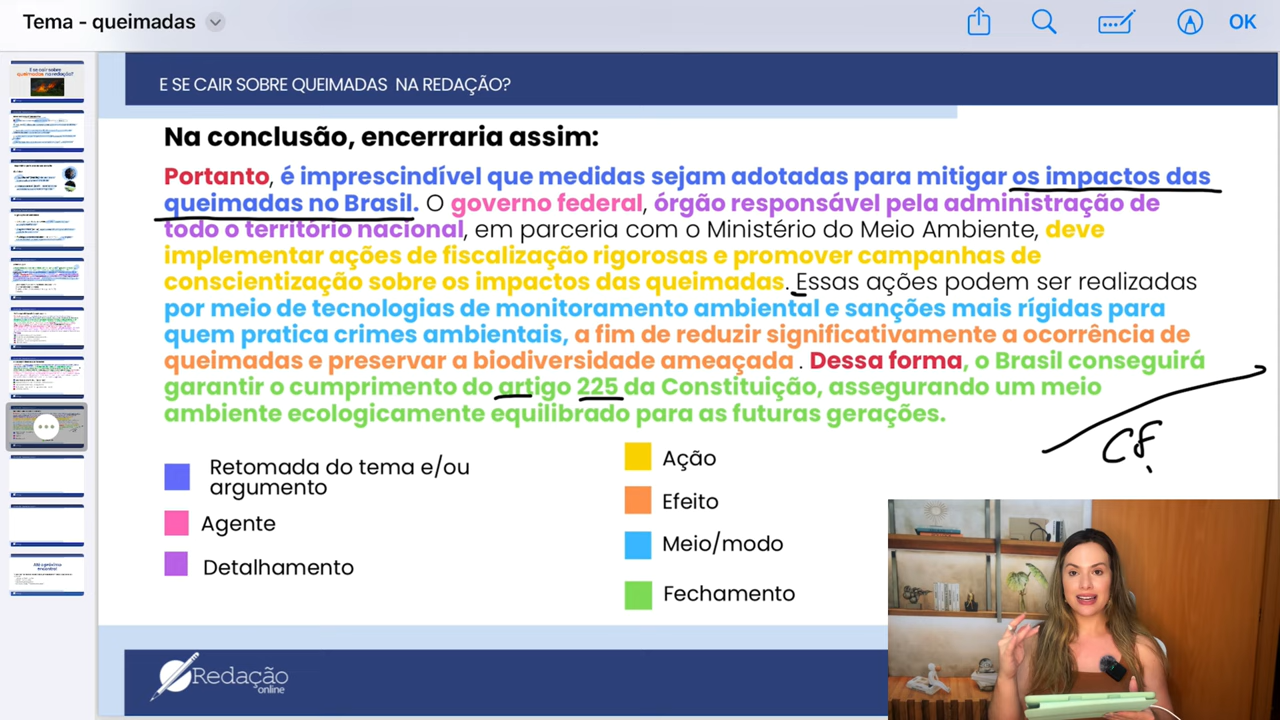 Tema - queimadas
OK
E SE CAIR SOBRE QUEIMADAS NA REDAÇÃO?
Na conclusão, encerraria assim:
Portanto, é imprescindível que medidas sejam adotadas para mitigar os impactos das
queimadas no Brasil. O governo federal, órgão responsável pela administração de
todo o território nacional, em parceria com o Ministério do Meio Ambiente, deve
implementar ações de fiscalização rigorosas e promover campanhas de
conscientização sobre os impactos das queimadas. Essas ações podem ser realizadas
por meio de tecnologias de monitoramento ambiental e sanções mais rígidas para
quem pratica crimes ambientais, a fim de reduzir significativamente a ocorrência de
queimadas e preservar a biodiversidade ameaçada . Dessa forma, o Brasil conseguirá
garantir o cumprimento do artigo 225 da Constituição, assegurando um meio
ambiente ecologicamente equilibrado para as futuras gerações.
CF
Retomada do tema e/ou
argumento
Agente
Detalhamento
Ação
Efeito
Meio/modo
Fechamento
Redação
online